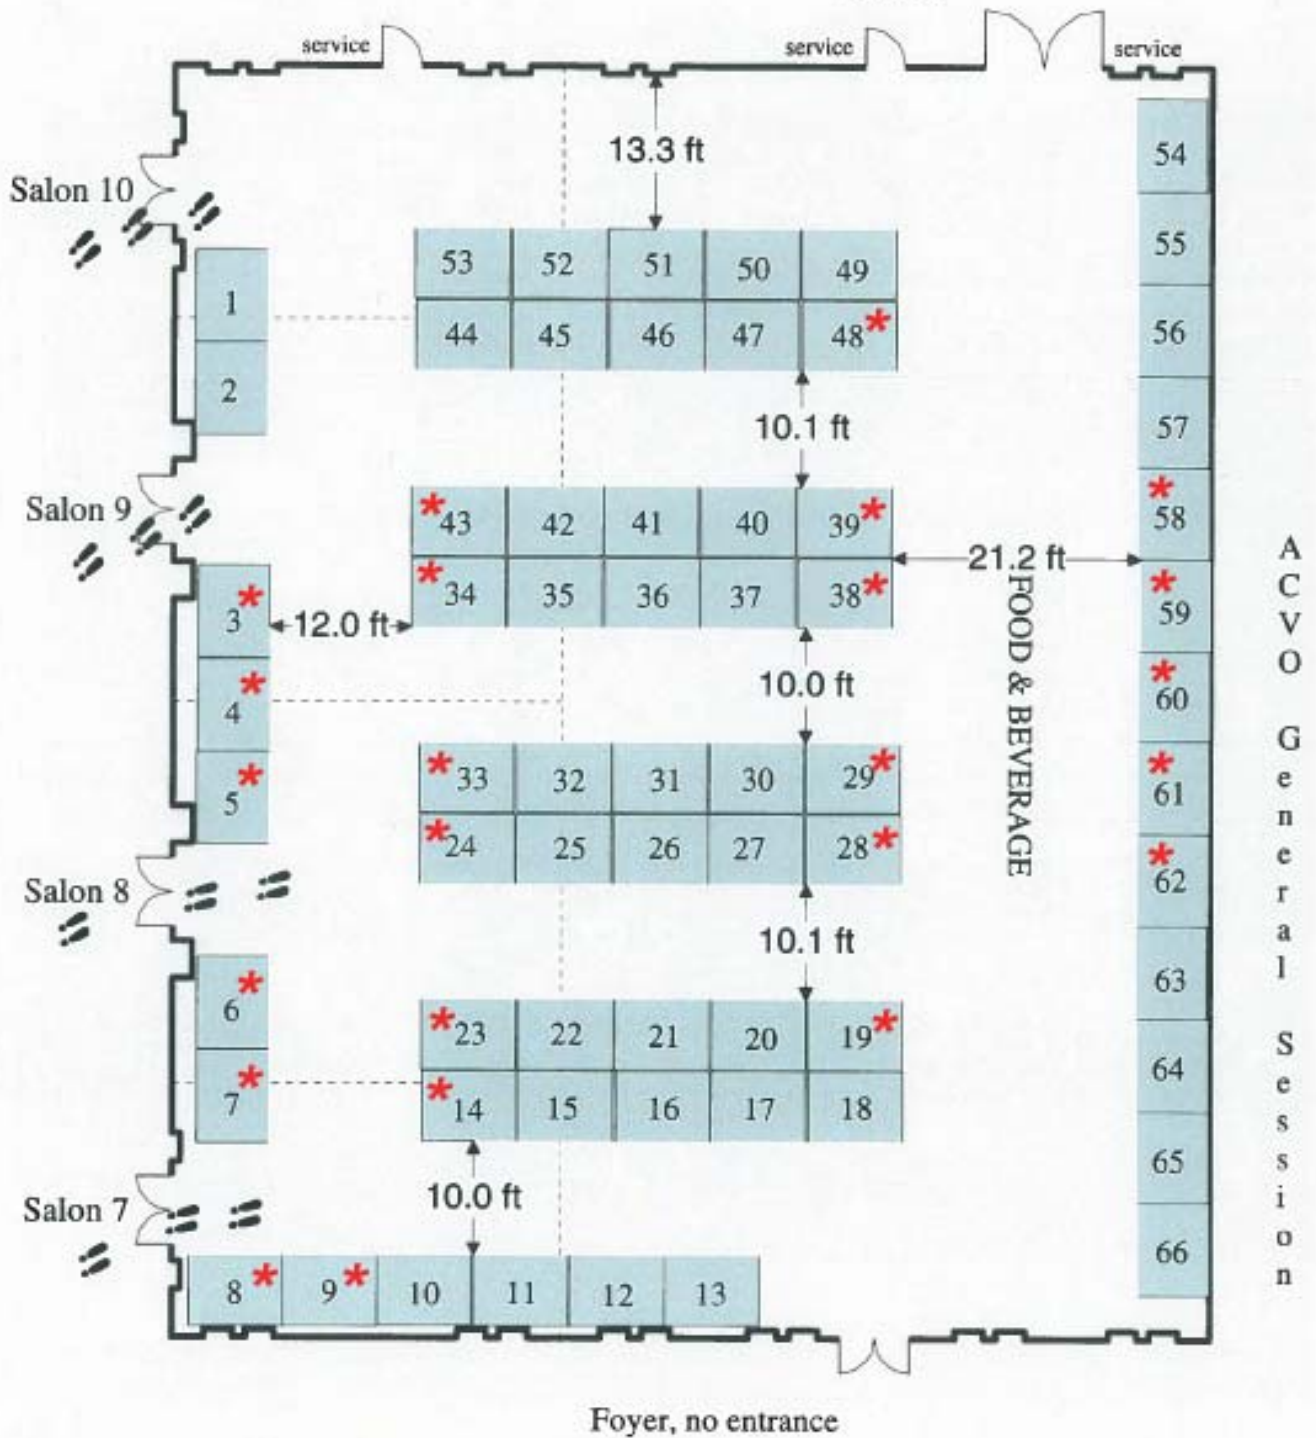 service
service
service
13.3 ft
Salon 10
53 52 51 50 49
44 45 46 47 48*
1
2
10.1 ft
Salon 9
*43 42 41 40 39*
*34 35 36 37 38*
3*
4*
5*
12.0 ft
21.2 ft
FOOD & BEVERAGE
10.0 ft
*33 32 31 30 29*
*24 25 26 27 28*
Salon 8
10.1 ft
6*
7*
*23 22 21 20 19*
*14 15 16 17 18
10.0 ft
Salon 7
8* 9* 10 11 12 13
54
55
56
57
*58
*59
*60
*61
*62
63
64
65
66
ACVO General Session
Foyer, no entrance